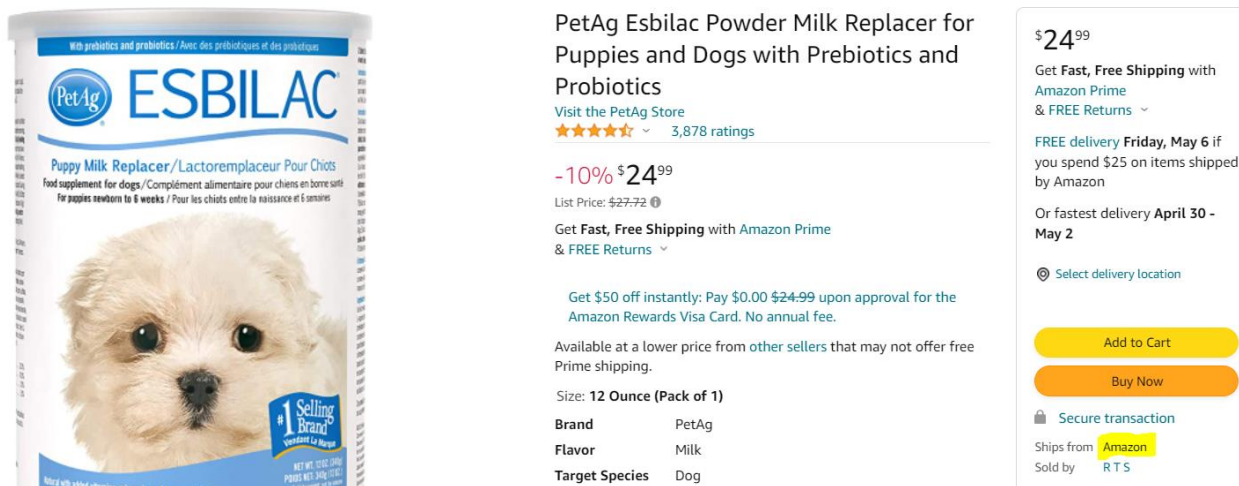 With prebiotics and probiotics / Avec des prébiotiques et des probiotiques
PetAg ESBILAC
Puppy Milk Replacer/Lactoremplaceur Pour Chiots
Food supplement for dogs/Complément alimentaire pour chiens en bonne santé
For puppies newborn to 6 weeks / Pour les chiots entre la naissance et 6 semaines
#1 Selling
Brand
Vendant La Marque
NET WT. 12 OZ. (340g)
POIDS NET: 340g (12 OZ.)
PetAg Esbilac Powder Milk Replacer for
Puppies and Dogs with Prebiotics and
Probiotics
Visit the PetAg Store
3,878 ratings
-10% $24 99
List Price: $27.72
Get Fast, Free Shipping with Amazon Prime
& FREE Returns
Get $50 off instantly: Pay $0.00 $24.99 upon approval for the
Amazon Rewards Visa Card. No annual fee.
Available at a lower price from other sellers that may not offer free
Prime shipping.
Size: 12 Ounce (Pack of 1)
Brand PetAg
Flavor Milk
Target Species Dog
$24 99
Get Fast, Free Shipping with
Amazon Prime
& FREE Returns
FREE delivery Friday, May 6 if
you spend $25 on items shipped
by Amazon
Or fastest delivery April 30 -
May 2
Select delivery location
Add to Cart
Buy Now
Secure transaction
Ships from Amazon
Sold by R T S